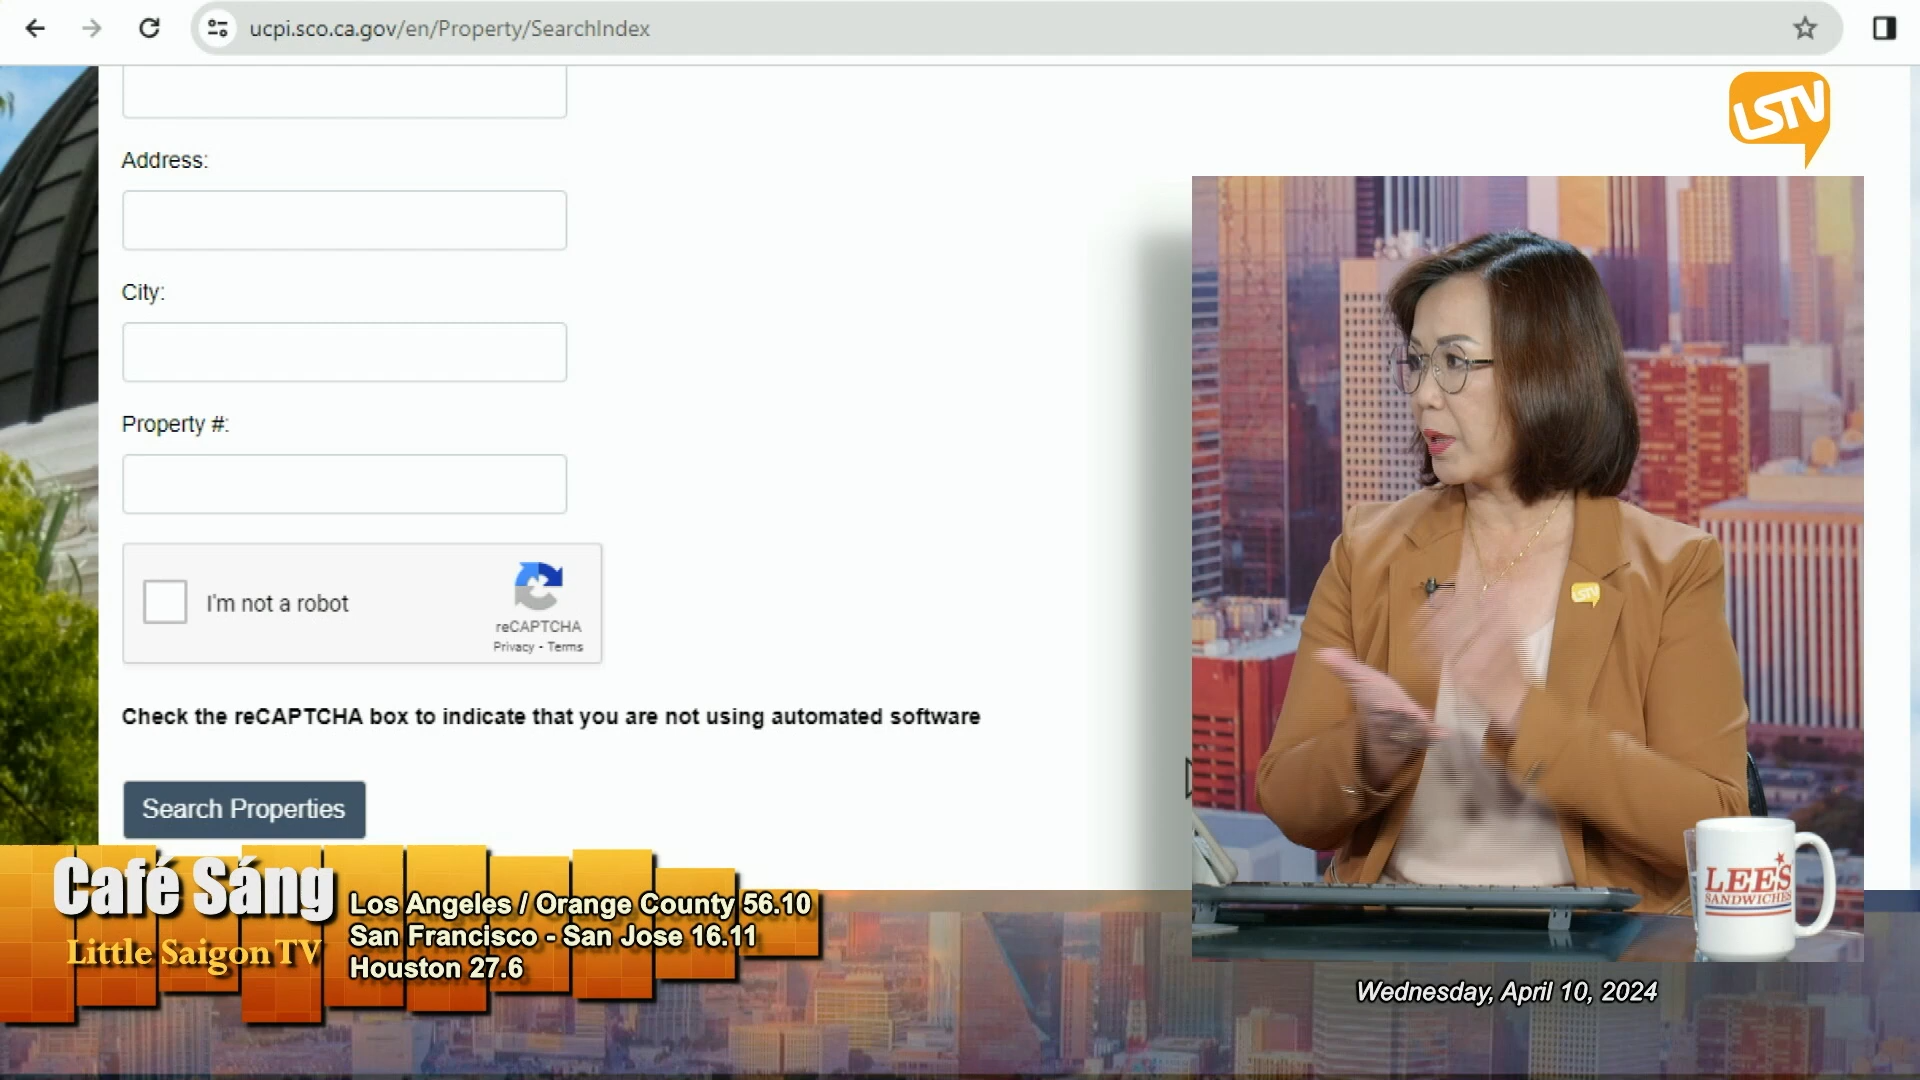 ucpi.sco.ca.gov/en/Property/SearchIndex
LSTV
Address:
City:
Property #:
I'm not a robot
reCAPTCHA
Privacy - Terms
Check the reCAPTCHA box to indicate that you are not using automated software
Search Properties
LSTV
LEE'S
SANDWICHES
Café Sáng
Little Saigon TV
Los Angeles / Orange County 56.10
San Francisco - San Jose 16.11
Houston 27.6
Wednesday, April 10, 2024